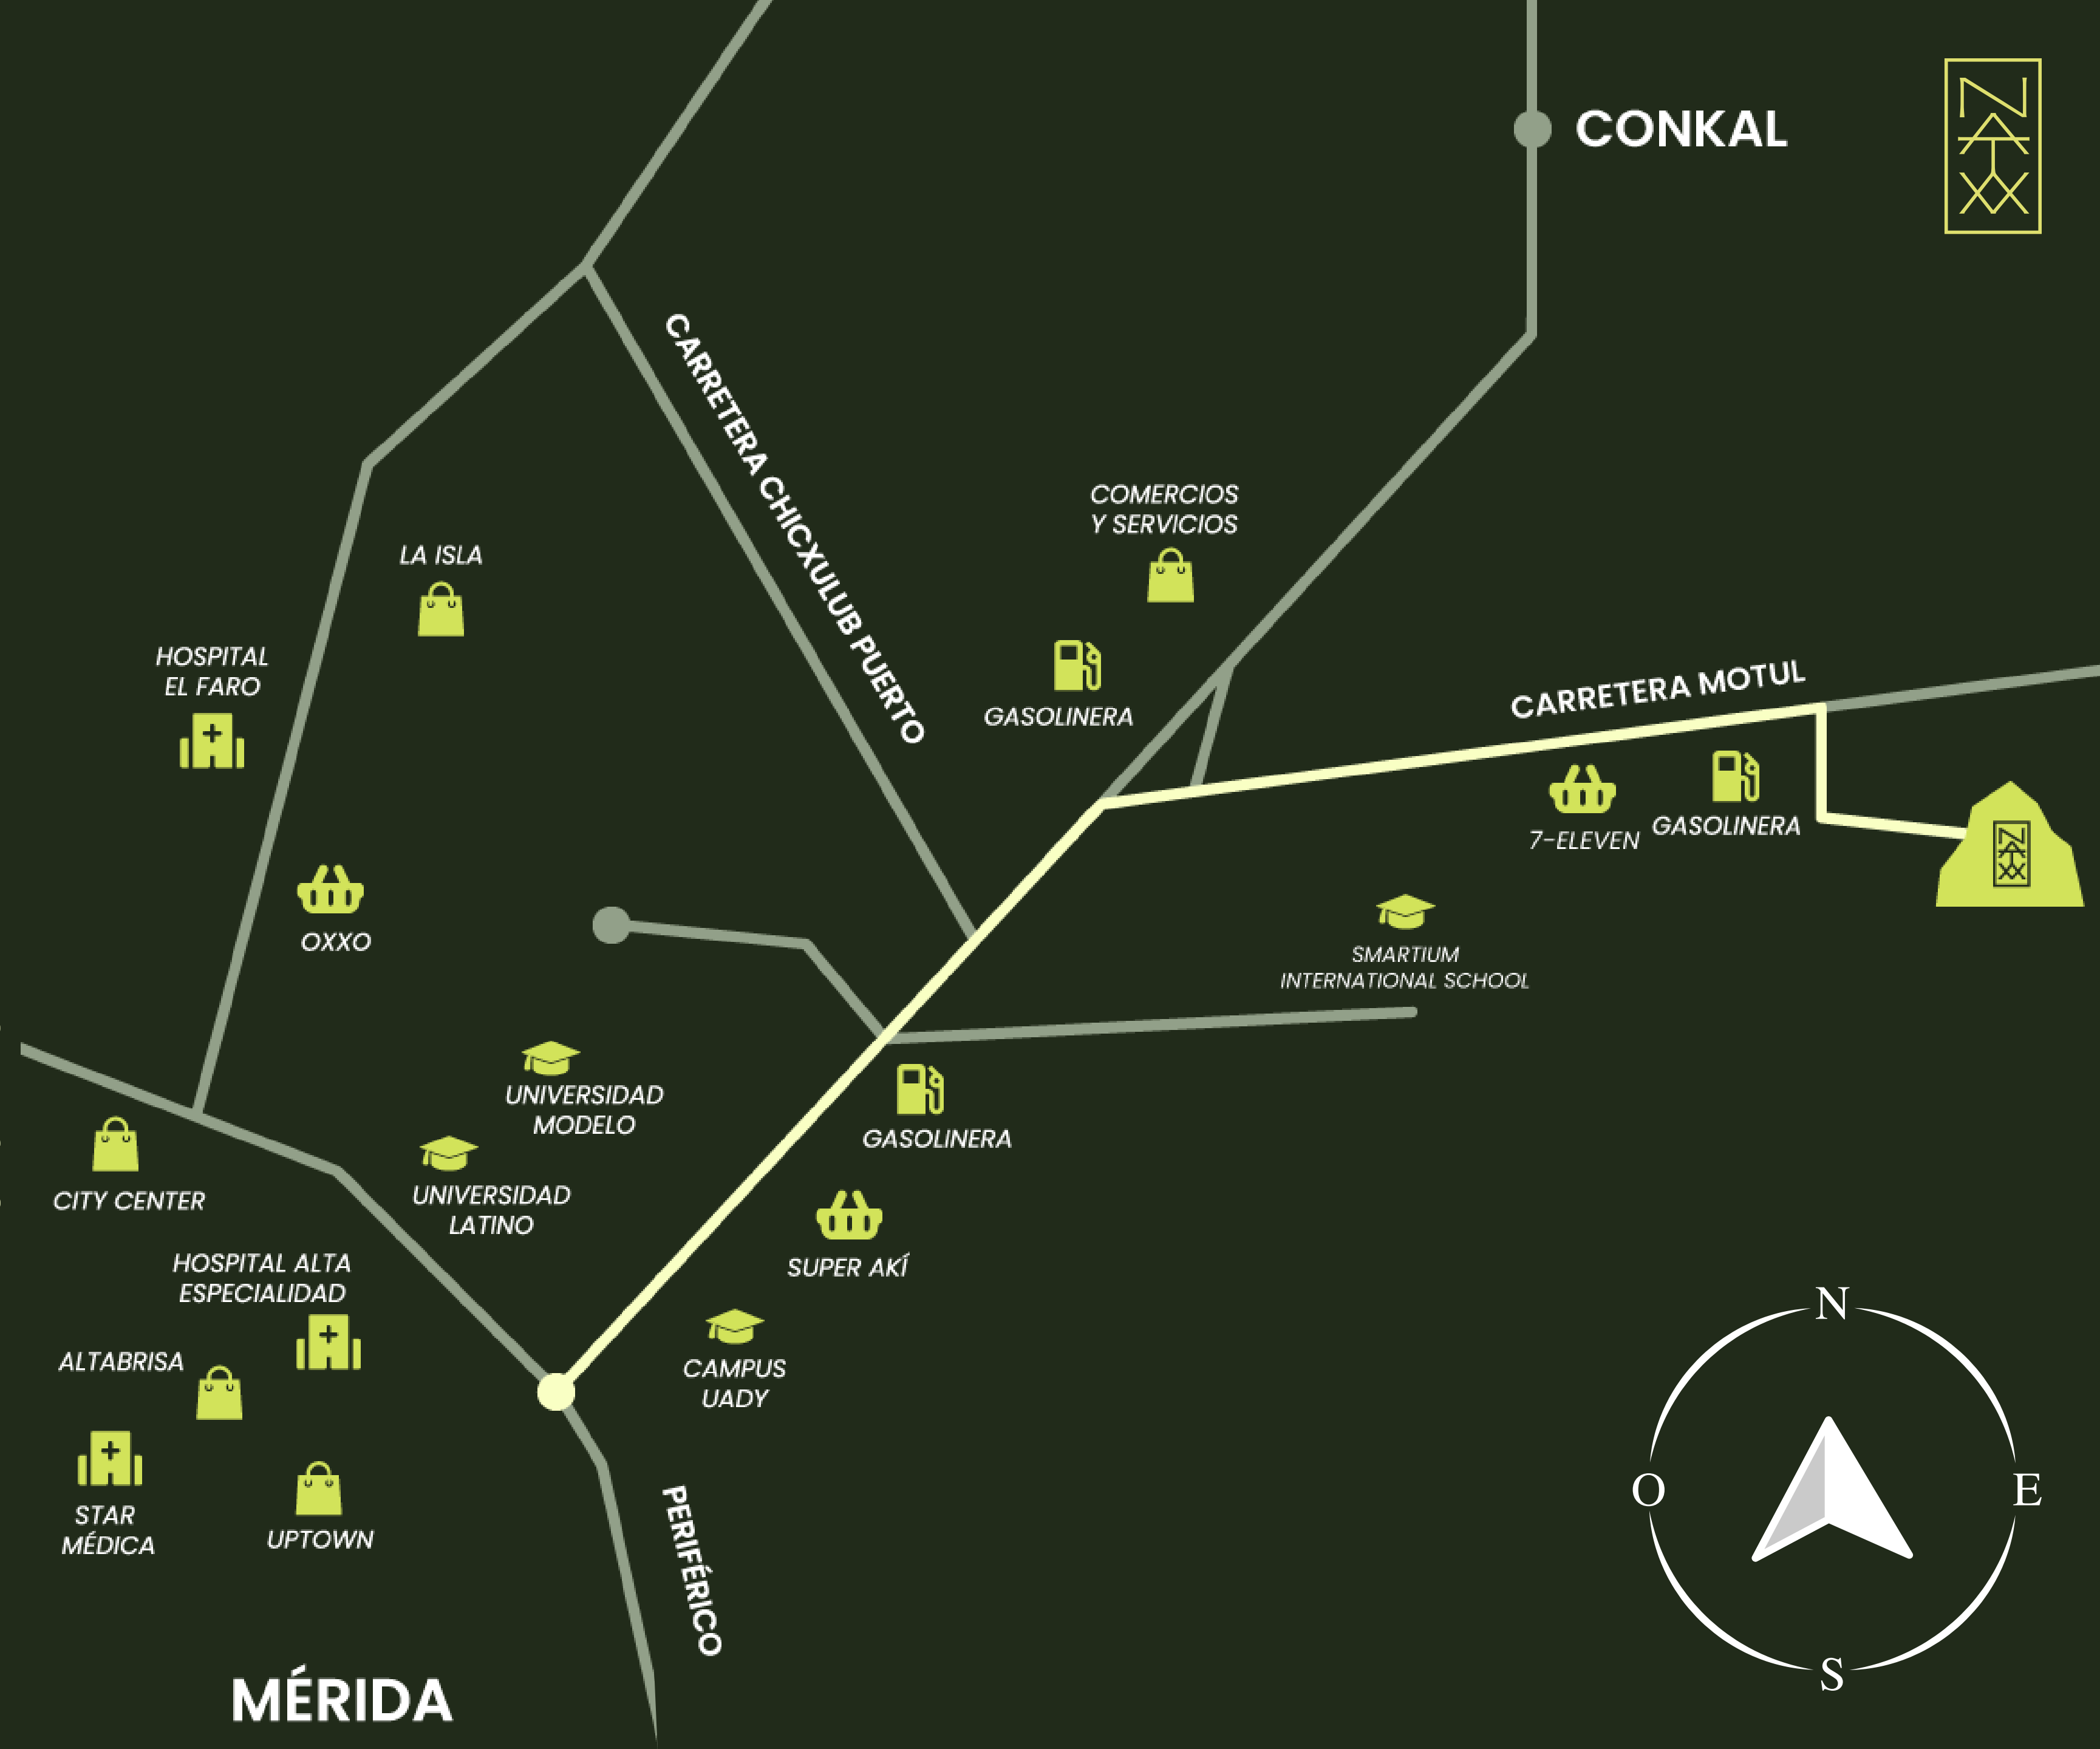 CONKAL
NATXX
CARRETERA CHICXULUB PUERTO
COMERCIOS
Y SERVICIOS
LA ISLA
HOSPITAL
EL FARO
GASOLINERA
CARRETERA MOTUL
7-ELEVEN
GASOLINERA
NATXX
OXXO
SMARTIUM
INTERNATIONAL SCHOOL
UNIVERSIDAD
MODELO
GASOLINERA
CITY CENTER
UNIVERSIDAD
LATINO
HOSPITAL ALTA
ESPECIALIDAD
SUPER AKÍ
ALTABRISA
CAMPUS
UADY
STAR
MÉDICA
UPTOWN
PERIFÉRICO
MÉRIDA
N
O
E
S